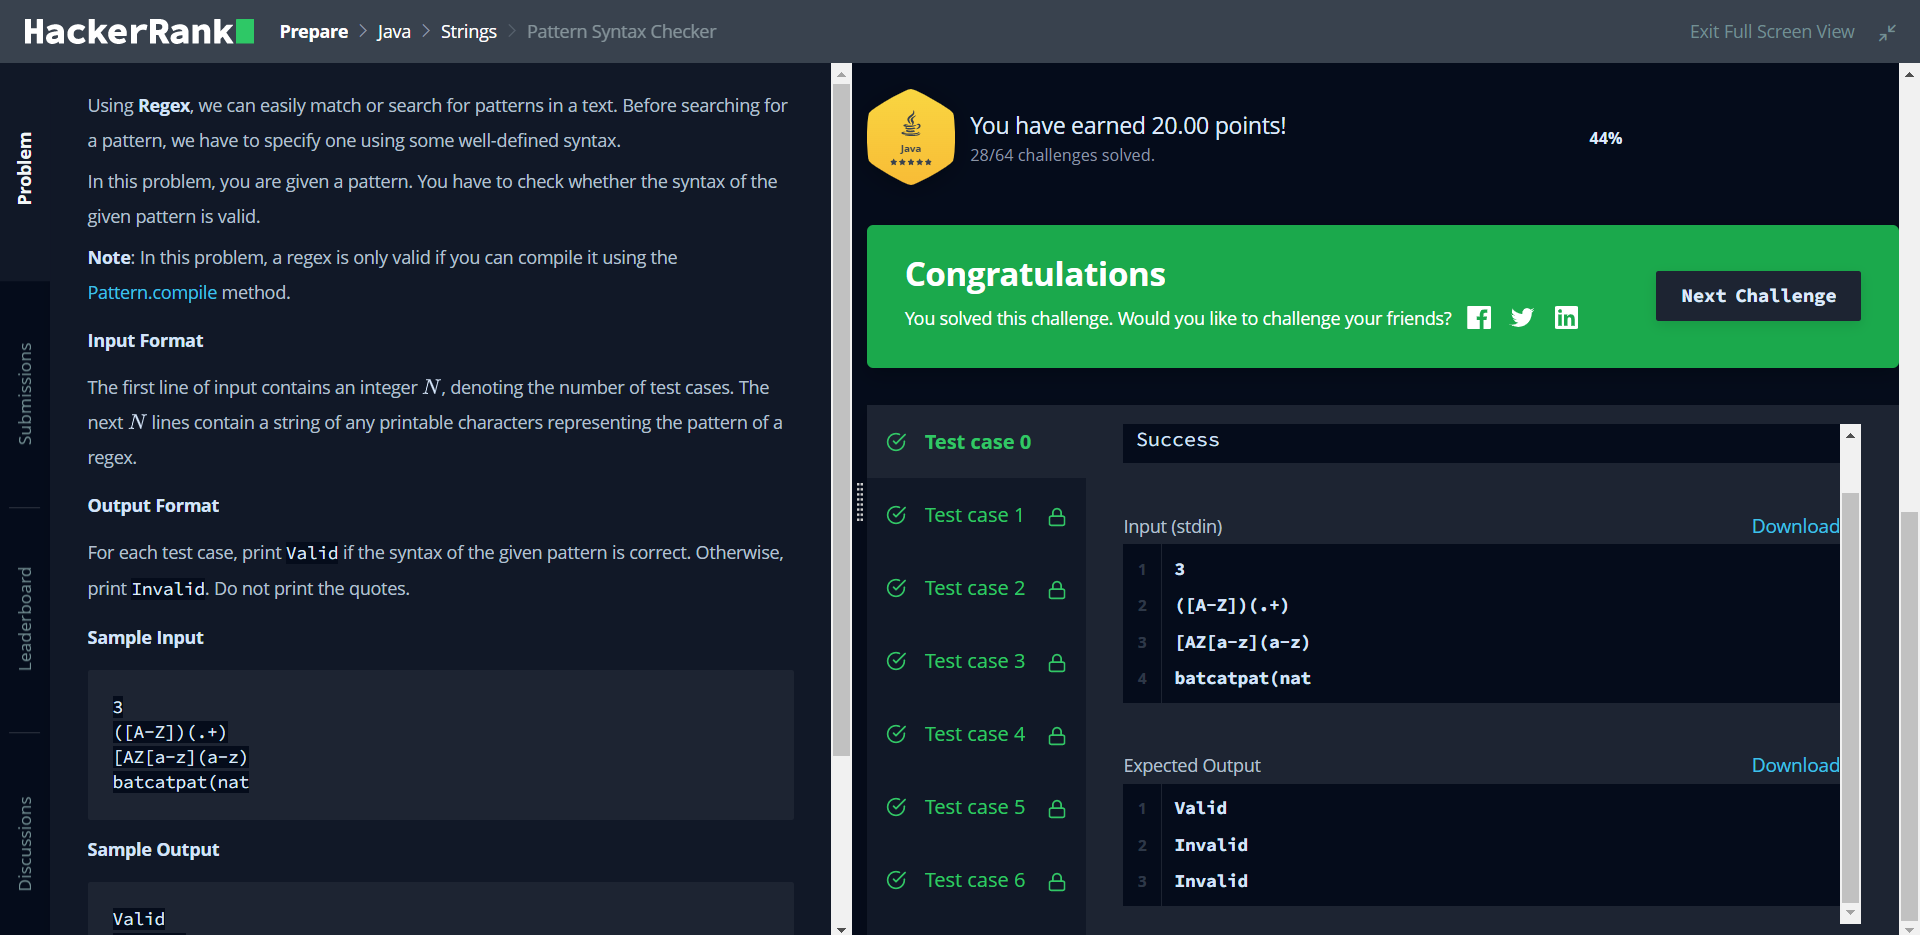 HackerRank
Prepare > Java > Strings > Pattern Syntax Checker
Exit Full Screen View
Problem
Submissions
Leaderboard
Discussions
Using Regex, we can easily match or search for patterns in a text. Before searching for
a pattern, we have to specify one using some well-defined syntax.
In this problem, you are given a pattern. You have to check whether the syntax of the
given pattern is valid.
Note: In this problem, a regex is only valid if you can compile it using the
Pattern.compile method.
Input Format
The first line of input contains an integer N, denoting the number of test cases. The
next N lines contain a string of any printable characters representing the pattern of a
regex.
Output Format
For each test case, print Valid if the syntax of the given pattern is correct. Otherwise,
print Invalid. Do not print the quotes.
Sample Input
3
([A-Z])(.+)
[AZ[a-z](a-z)
batcatpat(nat
Sample Output
Valid
Java
You have earned 20.00 points!
28/64 challenges solved.
44%
Congratulations
You solved this challenge. Would you like to challenge your friends?
Next Challenge
Test case 0
Test case 1
Test case 2
Test case 3
Test case 4
Test case 5
Test case 6
Success
Input (stdin)
Download
1 3
2 ([A-Z])(.+)
3 [AZ[a-z](a-z)
4 batcatpat(nat
Expected Output
Download
1 Valid
2 Invalid
3 Invalid